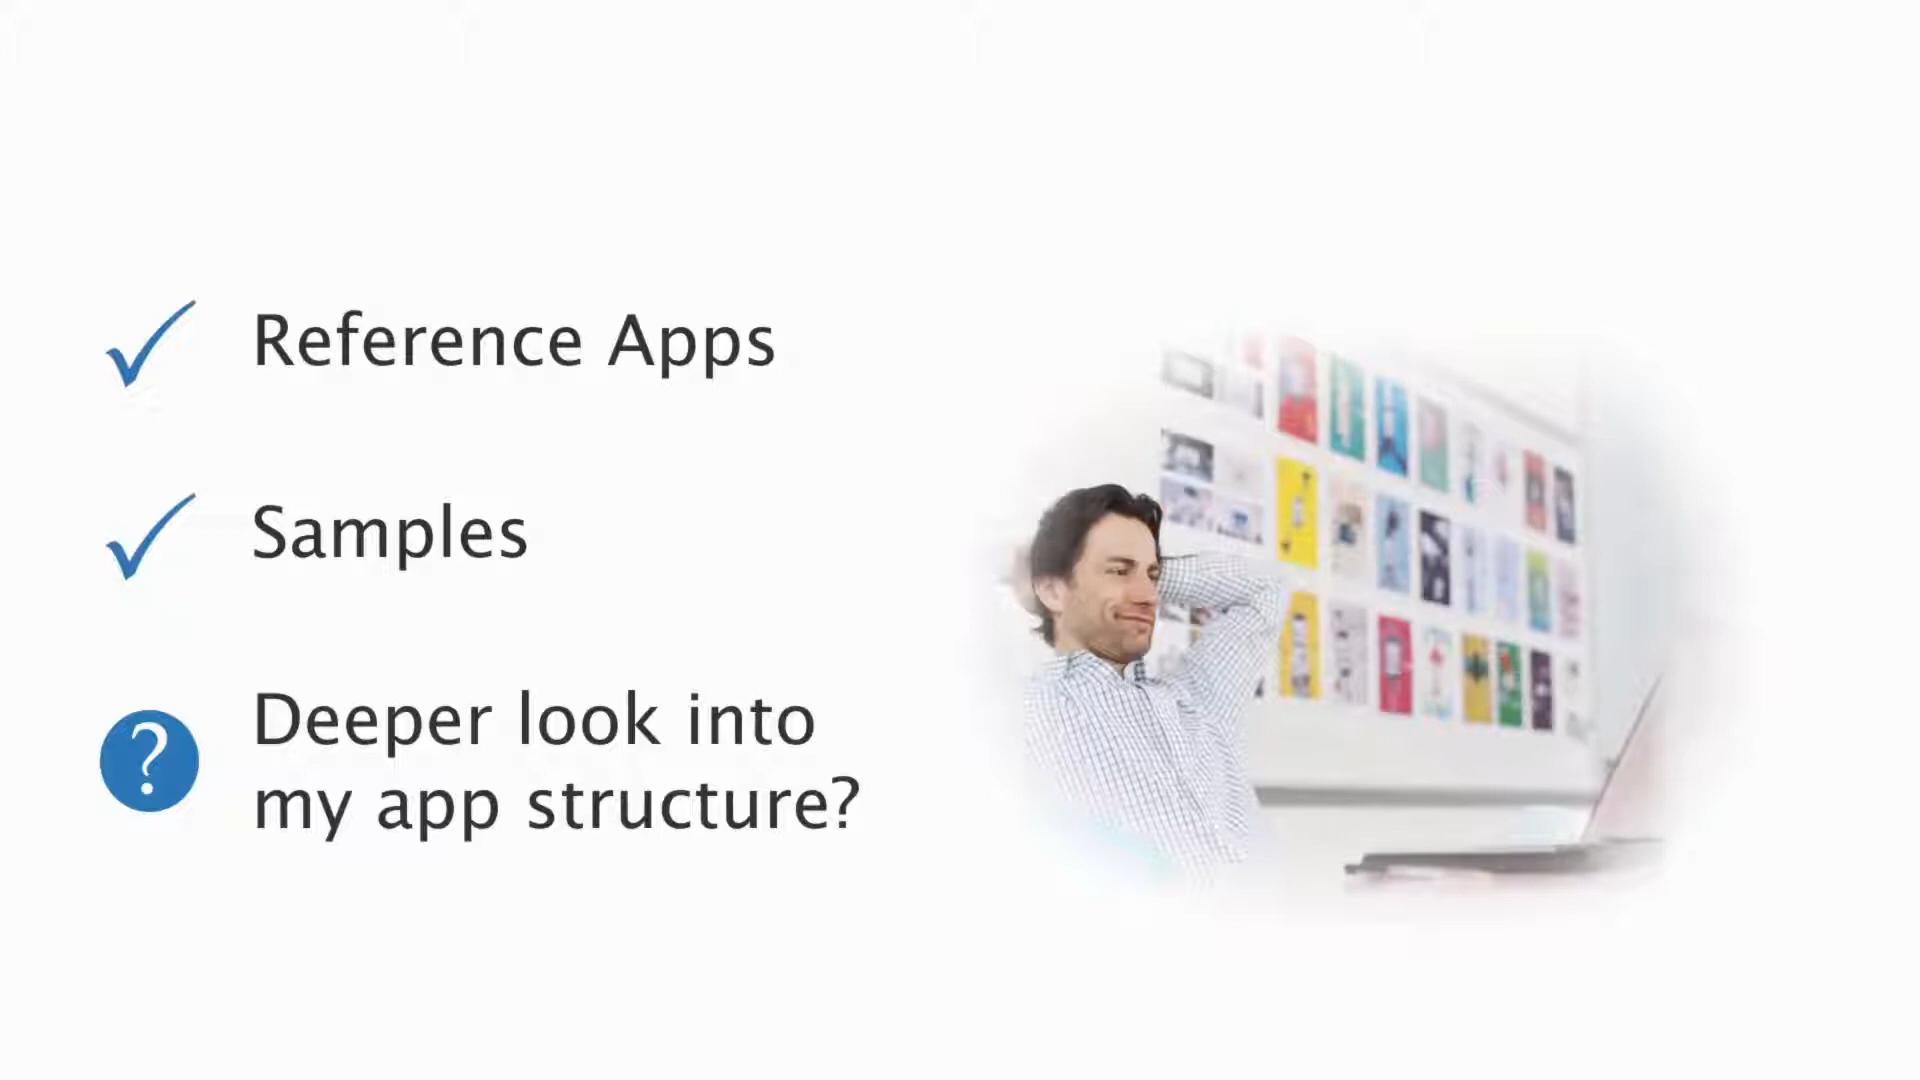 Reference Apps
Samples
?
Deeper look into
my app structure?